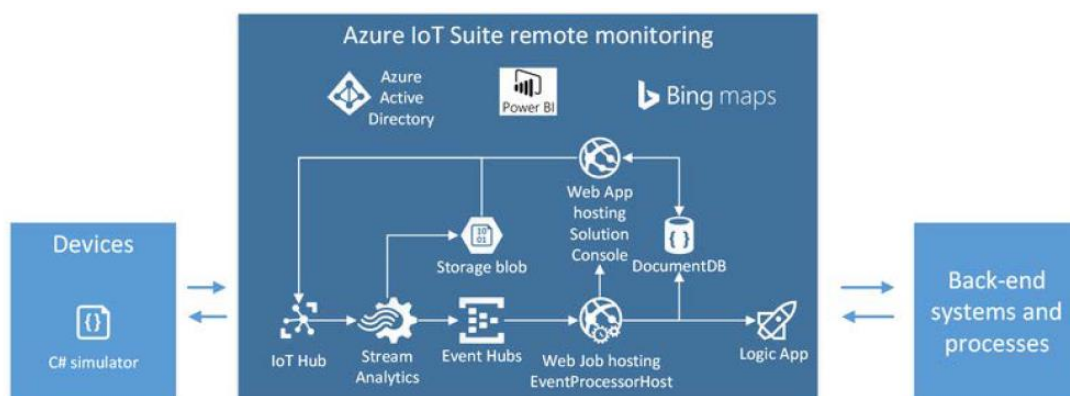 Azure IoT Suite remote monitoring
Azure
Active
Directory
Power BI
Bing maps
Web App
hosting
Solution
Console
DocumentDB
10
01
Storage blob
Devices
{ }
C# simulator
IoT Hub
Stream
Analytics
Event Hubs
Web Job hosting
EventProcessorHost
Logic App
Back-end
systems and
processes